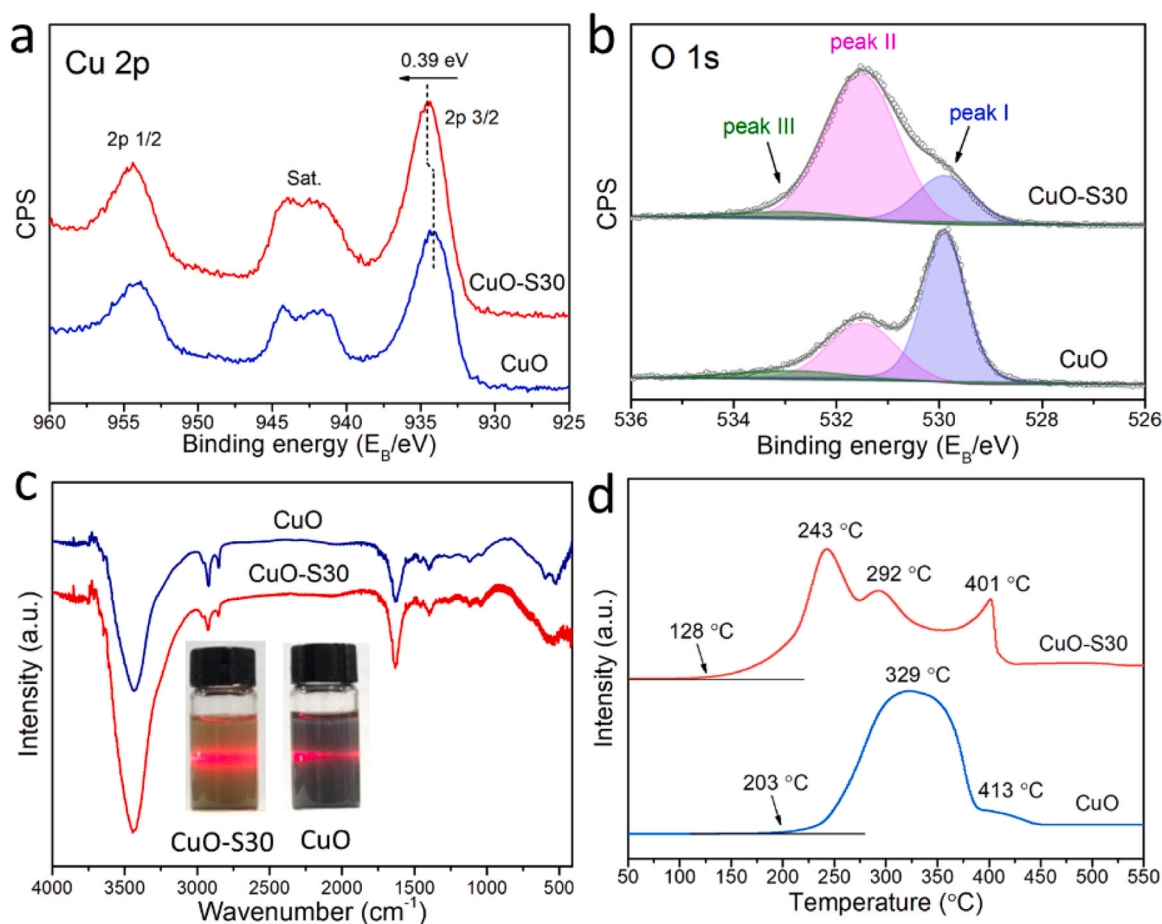 a
Cu 2p
0.39 eV
2p 1/2
2p 3/2
Sat.
CPS
CuO-S30
CuO
960 955 950 945 940 935 930 925
Binding energy (E_B/eV)
b
O 1s
peak II
peak III
peak I
CPS
CuO-S30
CuO
536 534 532 530 528 526
Binding energy (E_B/eV)
c
CuO
CuO-S30
Intensity (a.u.)
CuO-S30 CuO
4000 3500 3000 2500 2000 1500 1000 500
Wavenumber (cm⁻¹)
d
243 °C
292 °C
401 °C
128 °C
CuO-S30
329 °C
203 °C
413 °C
CuO
Intensity (a.u.)
50 100 150 200 250 300 350 400 450 500 550
Temperature (°C)